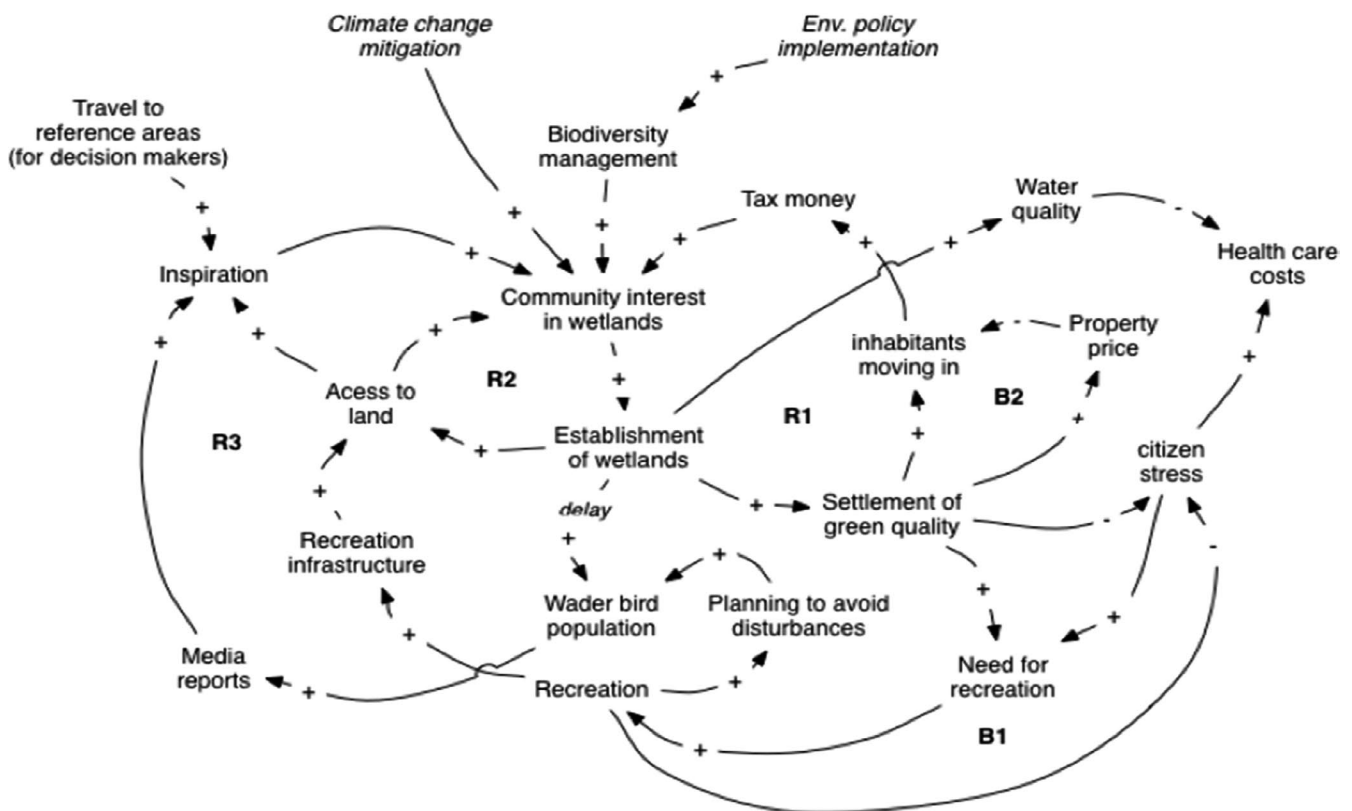 Climate change
mitigation
Env. policy
implementation
+
Travel to
reference areas
(for decision makers)
Biodiversity
management
+
+
+
Tax money
+
Water
quality
-
Inspiration
+
+
+
Health care
costs
Community interest
in wetlands
+
+
+
R2
+
inhabitants
moving in
-
Property
price
+
Acess to
land
R3
B2
R1
+
+
+
Establishment
of wetlands
citizen
stress
+
delay
+
Settlement of
green quality
-
-
+
Recreation
infrastructure
+
+
+
+
Wader bird
population
Planning to avoid
disturbances
+
Media
reports
+
+
Recreation
+
Need for
recreation
+
B1